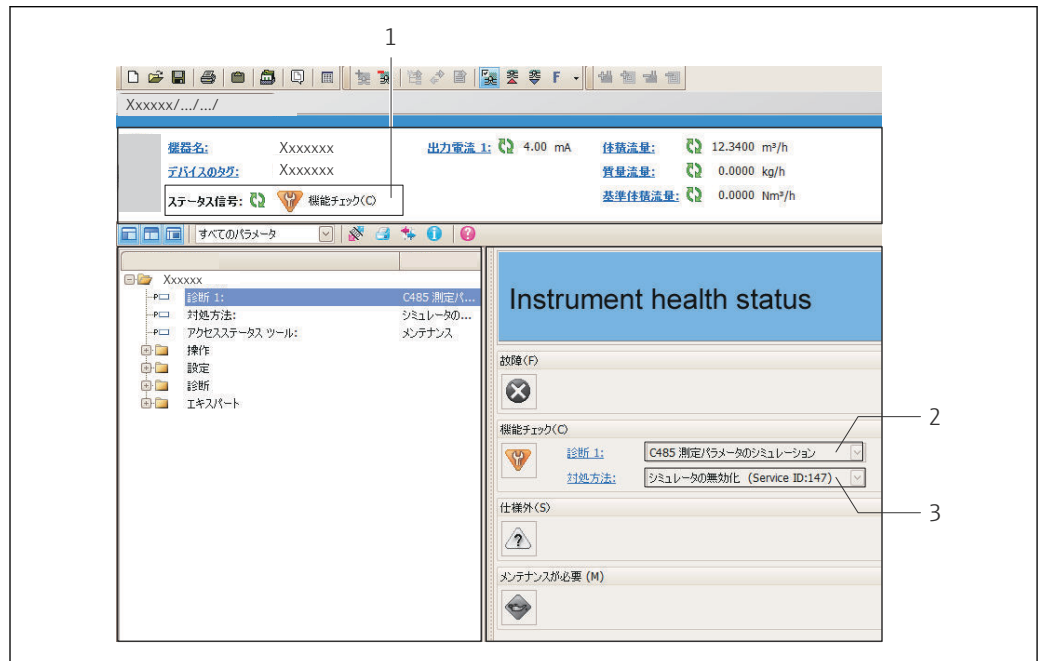 1
F
Xxxxxx/.../.../
機器名: Xxxxxxx 出力電流 1: 4.00 mA 体積流量: 12.3400 m³/h
デバイスのタグ: Xxxxxxx 質量流量: 0.0000 kg/h
ステータス信号: 機能チェック(C) 基準体積流量: 0.0000 Nm³/h
すべてのパラメータ
Xxxxxx
診断 1: C485 測定パ...
対処方法: シミュレータの...
アクセスステータス ツール: メンテナンス
操作
設定
診断
エキスパート
Instrument health status
故障(F)
機能チェック(C)
診断 1: C485 測定パラメータのシミュレーション
2
対処方法: シミュレータの無効化 (Service ID:147)
3
仕様外(S)
メンテナンスが必要 (M)